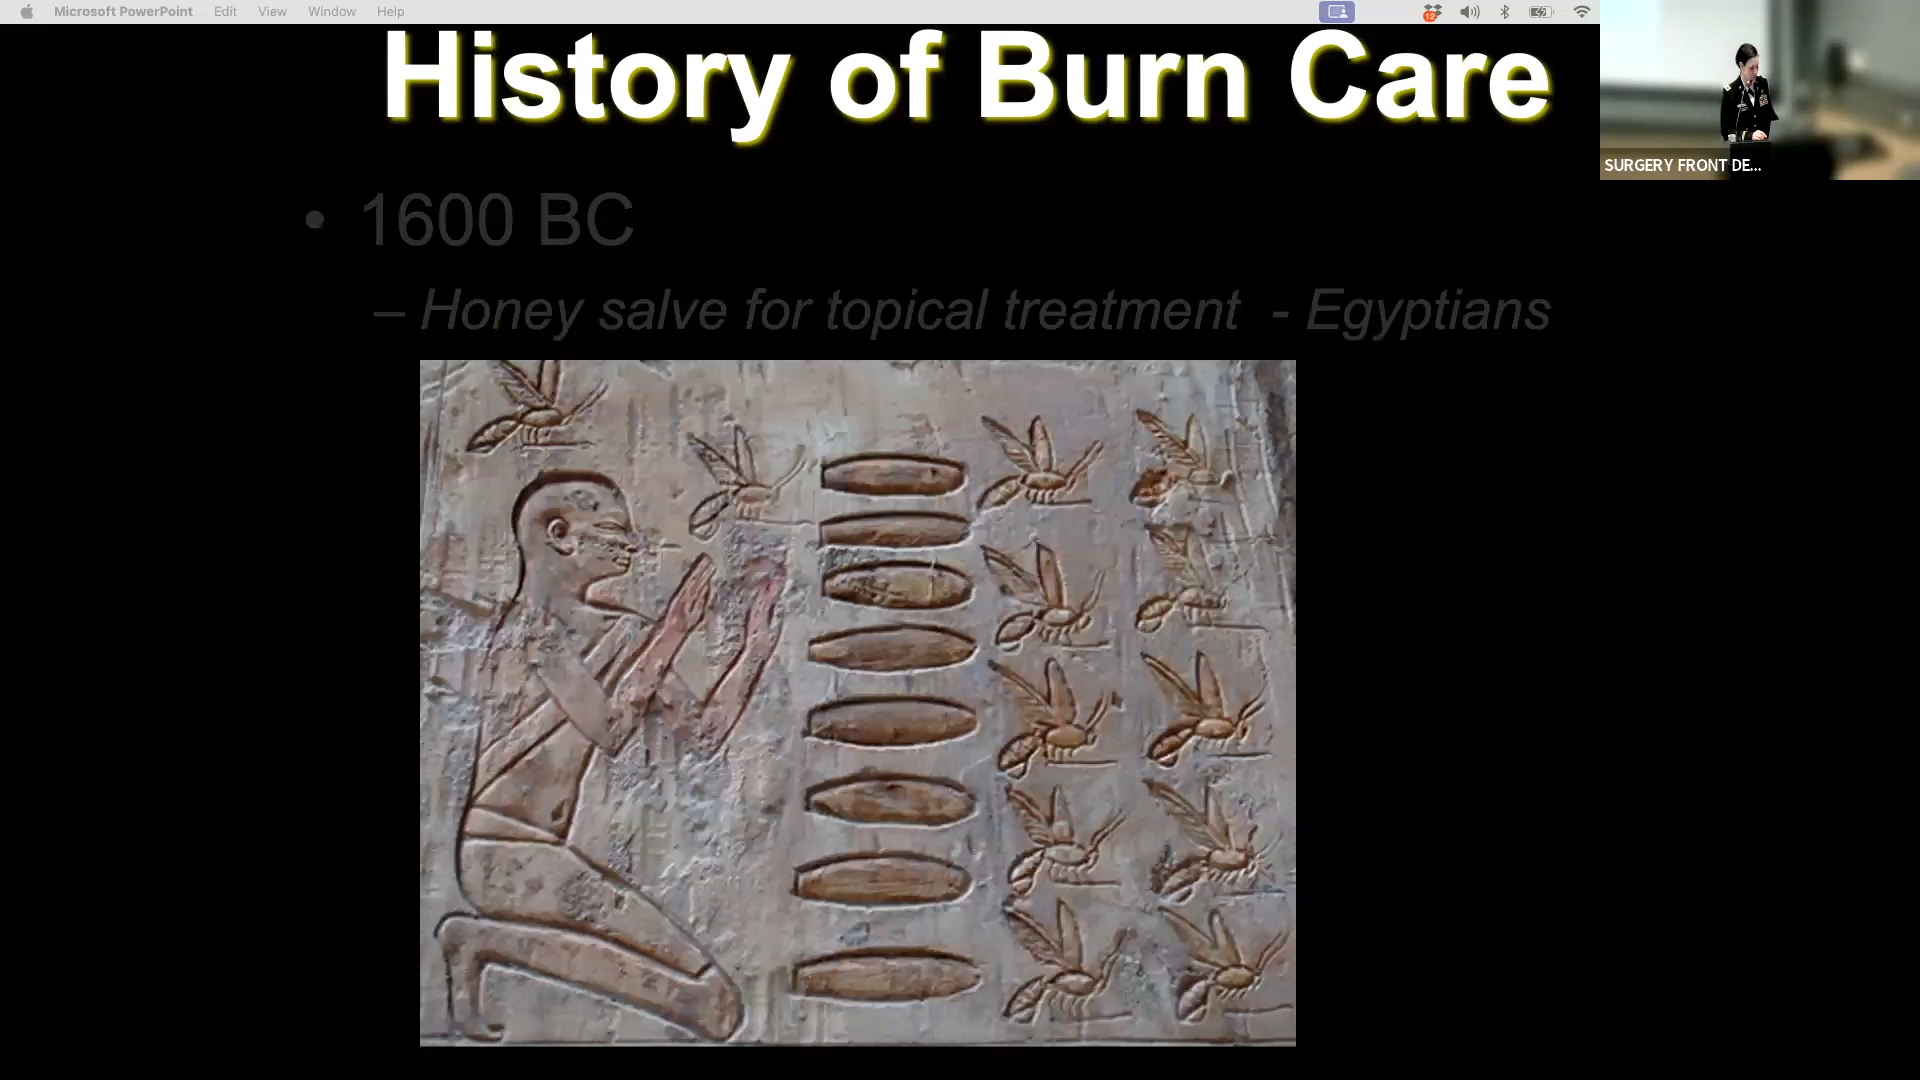 Microsoft PowerPoint Edit View Window Help
12
History of Burn Care
• 1600 BC
– Honey salve for topical treatment - Egyptians
SURGERY FRONT DE...